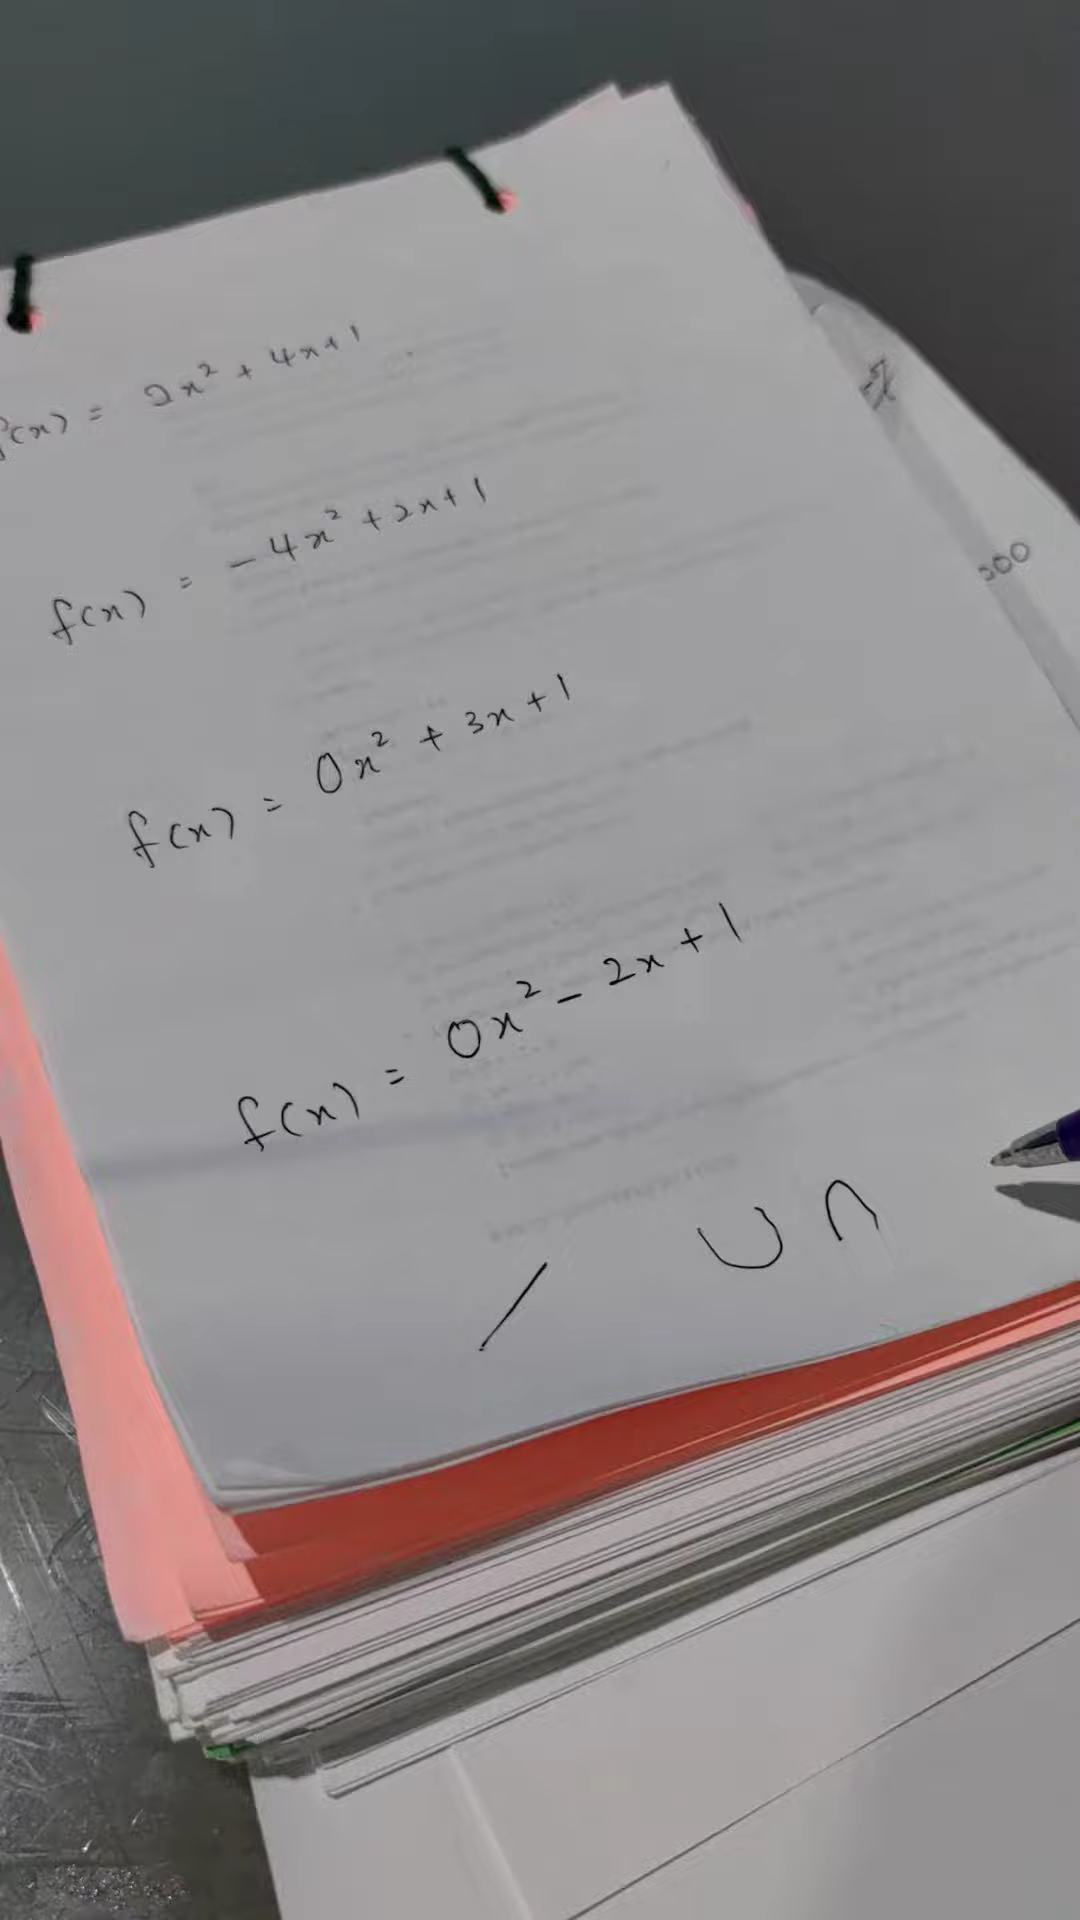 f(x) = 2x² + 4x+1
f(x) = -4x² +2x+1
f(x) = 0x² + 3x+1
f(x) = 0x² - 2x+1
/ U ∩